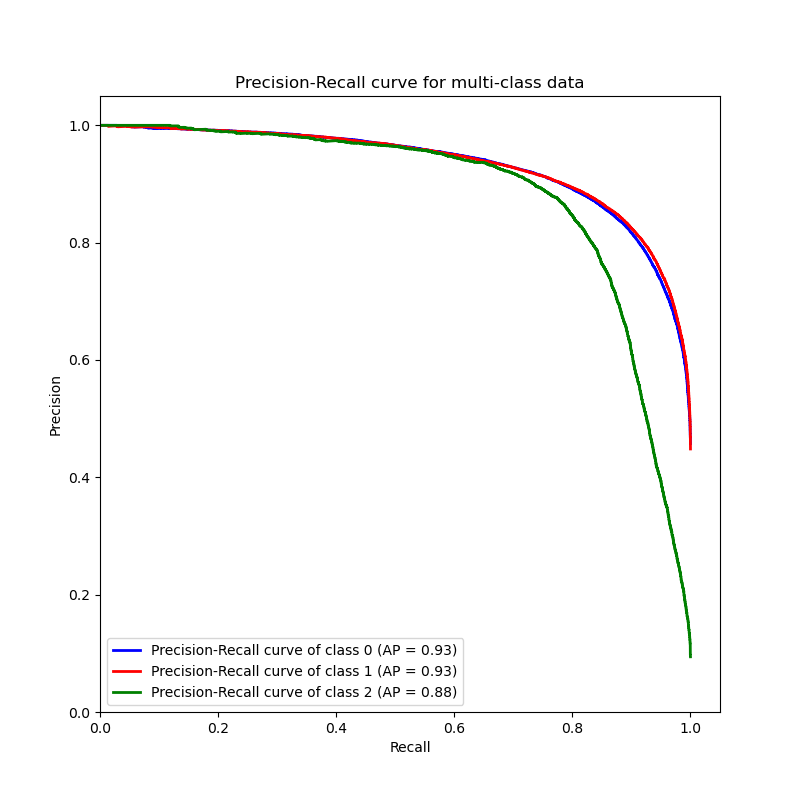 Precision-Recall curve for multi-class data
1.0
0.8
0.6
0.4
0.2
0.0
Precision
Precision-Recall curve of class 0 (AP = 0.93)
Precision-Recall curve of class 1 (AP = 0.93)
Precision-Recall curve of class 2 (AP = 0.88)
0.0 0.2 0.4 0.6 0.8 1.0
Recall